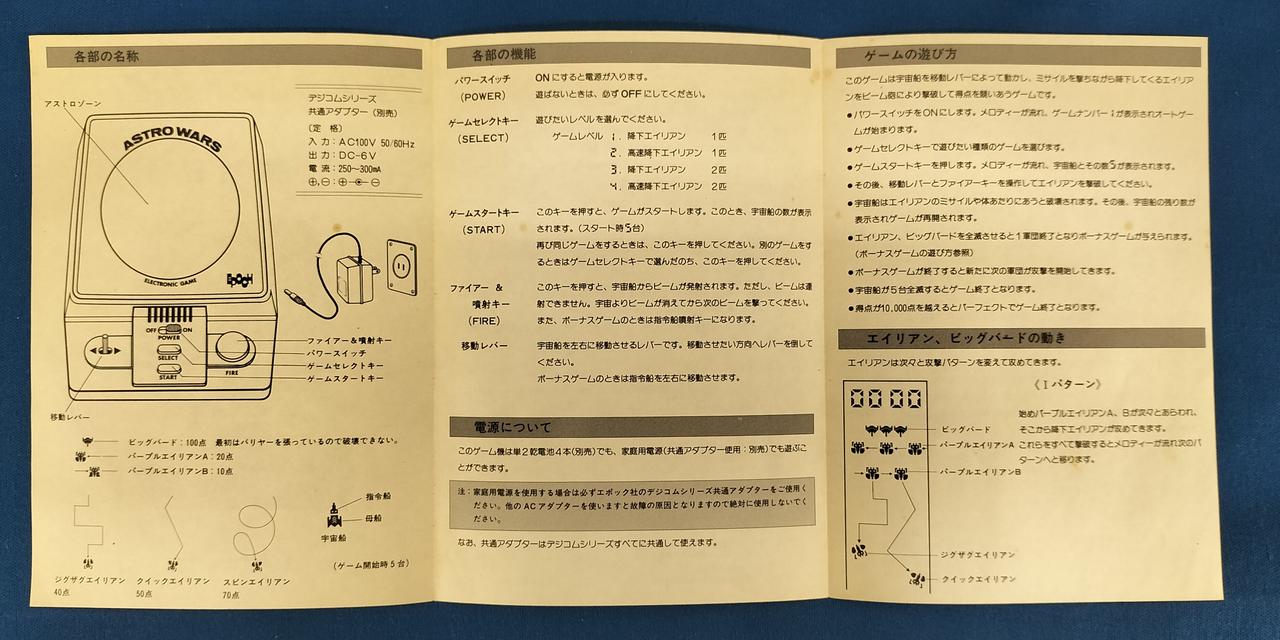 各部の名称
アストロゾーン
デジコムシリーズ
共通アダプター（別売）
〔定　格〕
入 力：AC100V 50/60Hz
出 力：DC-6V
電 流：250〜300mA
ASTRO WARS
ELECTRONIC GAME
EPOCH
OFF
ON
POWER
SELECT
START
FIRE
ファイアー＆噴射キー
パワースイッチ
ゲームセレクトキー
ゲームスタートキー
移動レバー
ビッグバード：100点　最初はバリヤーを張っているので破壊できない。
パープルエイリアンA：20点
パープルエイリアンB：10点
指令船
母船
宇宙船
（ゲーム開始時5台）
ジグザグエイリアン
40点
クイックエイリアン
50点
スピンエイリアン
70点
各部の機能
パワースイッチ
(POWER)
ONにすると電源が入ります。
遊ばないときは、必ずOFFにしてください。
ゲームセレクトキー
(SELECT)
遊びたいレベルを選んでください。
ゲームレベル　1．降下エイリアン　1匹
2．高速降下エイリアン　1匹
3．降下エイリアン　2匹
4．高速降下エイリアン　2匹
ゲームスタートキー
(START)
このキーを押すと、ゲームがスタートします。このとき、宇宙船の数が表示
されます。（スタート時5台）
再び同じゲームをするときは、このキーを押してください。別のゲームをす
るときはゲームセレクトキーで選んだのち、このキーを押してください。
ファイアー　＆
噴射キー
(FIRE)
このキーを押すと、宇宙船からビームが発射されます。ただし、ビームは連
射できません。宇宙よりビームが消えてから次のビームを撃ってください。
また、ボーナスゲームのときは指令船噴射キーになります。
移動レバー
宇宙船を左右に移動させるレバーです。移動させたい方向へレバーを倒して
ください。
ボーナスゲームのときは指令船を左右に移動させます。
電源について
このゲーム機は単2乾電池4本(別売)でも、家庭用電源(共通アダプター使用：別売)でも遊ぶこ
とができます。
注：家庭用電源を使用する場合は必ずエポック社のデジコムシリーズ共通アダプターをご使用く
ださい。他のACアダプターを使いますと故障の原因となりますので絶対に使用しないでく
ださい。
なお、共通アダプターはデジコムシリーズすべてに共通して使えます。
ゲームの遊び方
このゲームは宇宙船を移動レバーによって動かし、ミサイルを撃ちながら降下してくるエイリア
ンをビーム砲により撃破して得点を競いあうゲームです。
●パワースイッチをONにします。メロディーが流れ、ゲームナンバー1が表示されオートゲー
ムが始まります。
●ゲームセレクトキーで遊びたい種類のゲームを選びます。
●ゲームスタートキーを押します。メロディーが流れ、宇宙船とその数5が表示されます。
●その後、移動レバーとファイアーキーを操作してエイリアンを撃破してください。
●宇宙船はエイリアンのミサイルや体あたりにあうと破壊されます。その後、宇宙船の残り数が
表示されゲームが再開されます。
●エイリアン、ビッグバードを全滅させると1軍団終了となりボーナスゲームが与えられます。
（ボーナスゲームの遊び方参照）
●ボーナスゲームが終了すると新たに次の軍団が攻撃を開始してきます。
●宇宙船が5台全滅するとゲーム終了となります。
●得点が10,000点を越えるとパーフェクトでゲーム終了となります。
エイリアン、ビッグバードの動き
エイリアンは次々と攻撃パターンを変えて攻めてきます。
《Iパターン》
0000
始めパープルエイリアンA、Bが次々とあらわれ、
そこから降下エイリアンが攻めてきます。
これらをすべて撃破するとメロディーが流れ次のパ
ターンへと移ります。
ビッグバード
パープルエイリアンA
パープルエイリアンB
ジグザグエイリアン
クイックエイリアン